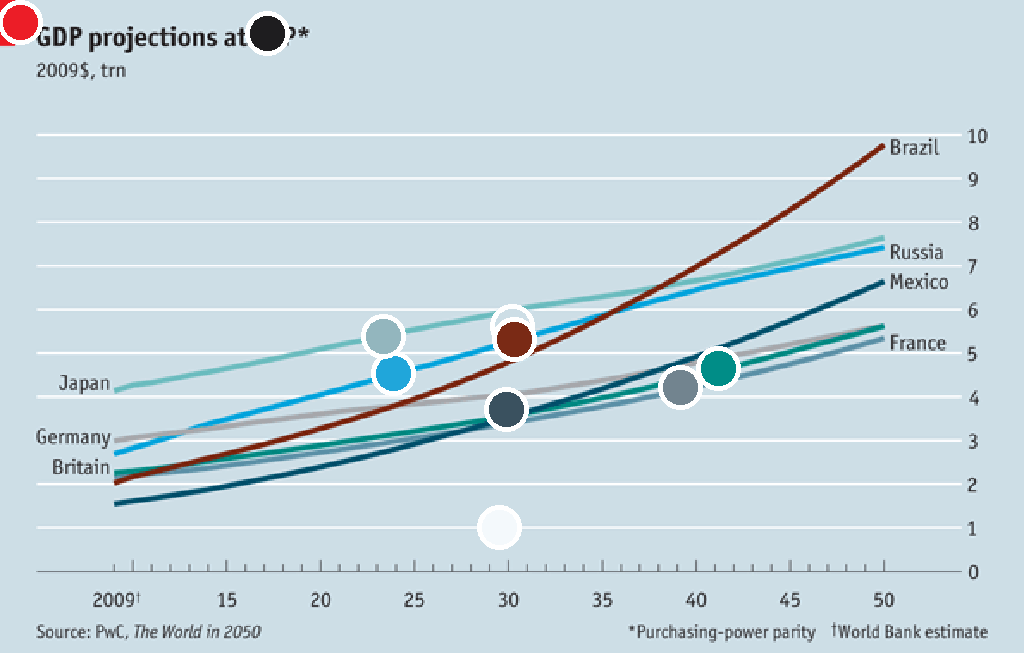 GDP projections at P*
2009$, trn
10
Brazil
9
8
Russia
7
Mexico
6
France
5
Japan
4
Germany
3
Britain
2
1
0
2009† 15 20 25 30 35 40 45 50
Source: PwC, The World in 2050 *Purchasing-power parity †World Bank estimate